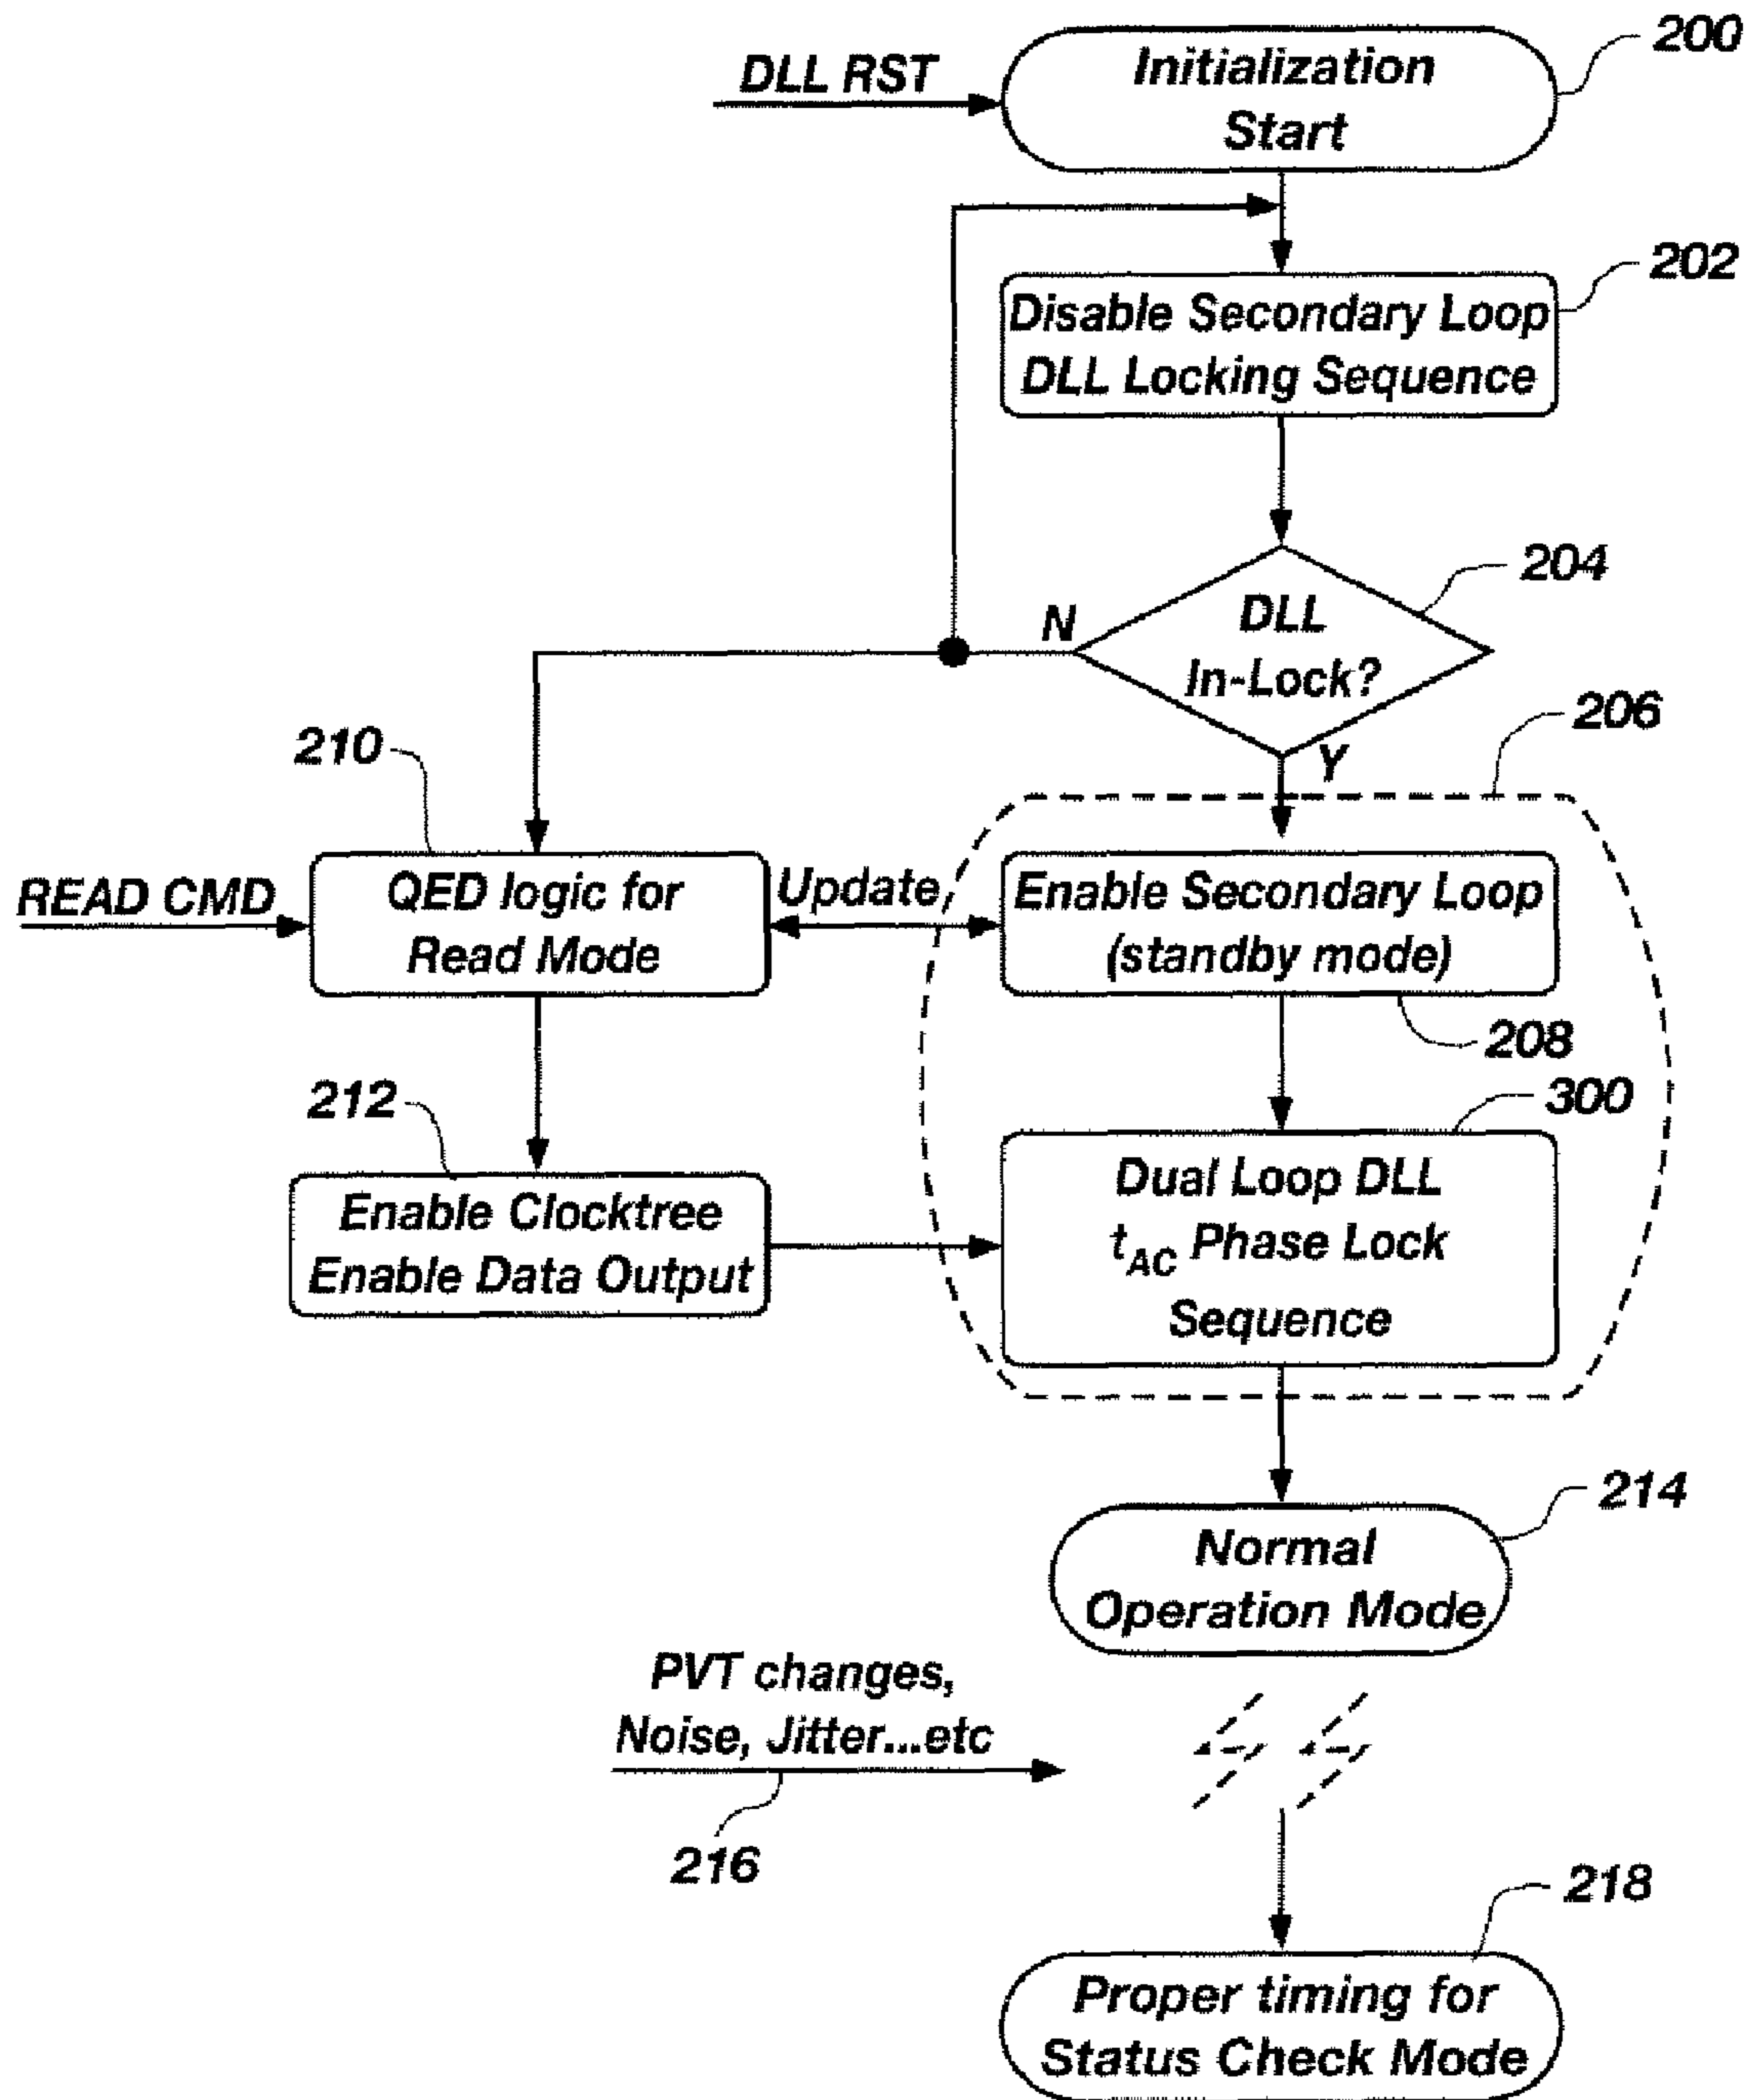 200
DLL RST
Initialization
Start
202
Disable Secondary Loop
DLL Locking Sequence
204
N
DLL
In-Lock?
206
Y
210
READ CMD
QED logic for
Read Mode
Update
Enable Secondary Loop
(standby mode)
208
212
300
Enable Clocktree
Enable Data Output
Dual Loop DLL
tAC Phase Lock
Sequence
214
Normal
Operation Mode
PVT changes,
Noise, Jitter...etc
216
218
Proper timing for
Status Check Mode